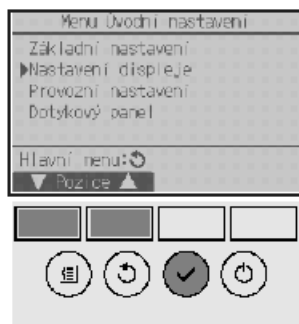 Menu Úvodní nastavení
Základní nastavení
▶Nastavení displeje
Provozní nastavení
Dotykový panel
Hlavní menu:↺
▼ Pozice ▲